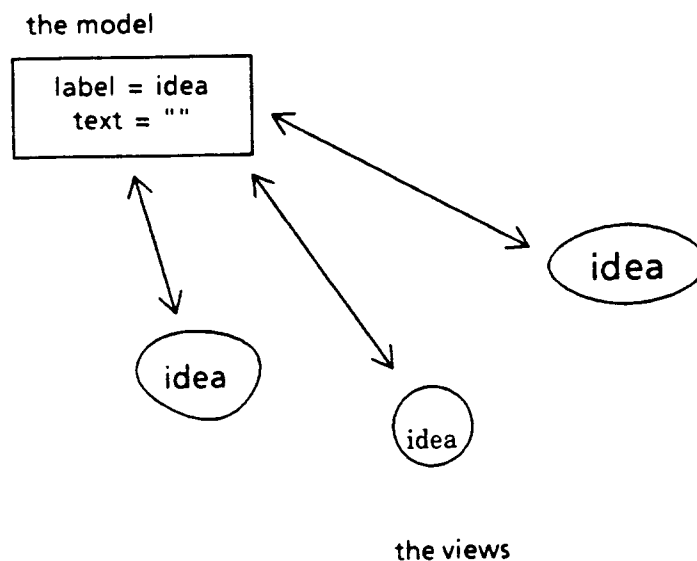 the model
label = idea
text = ""
idea
idea
idea
the views